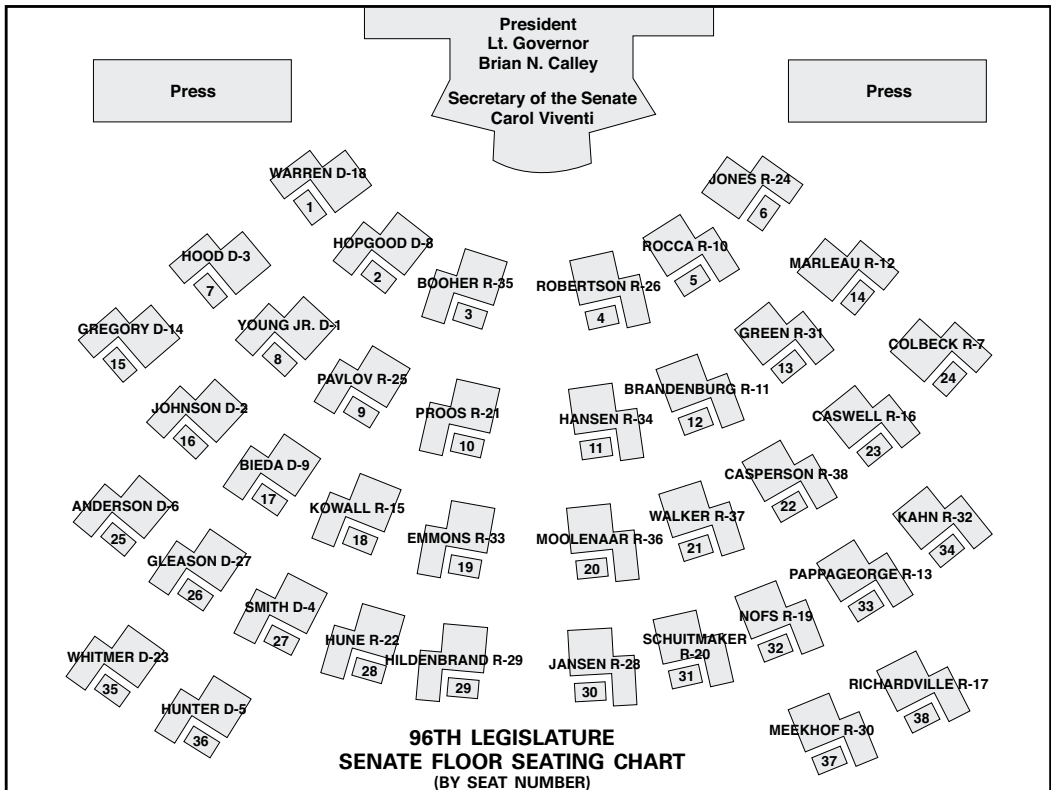 President
Lt. Governor
Brian N. Calley
Secretary of the Senate
Carol Viventi
Press
Press
WARREN D-18
1
HOPGOOD D-8
2
BOOHER R-35
3
ROBERTSON R-26
4
ROCCA R-10
5
JONES R-24
6
HOOD D-3
7
YOUNG JR. D-1
8
PAVLOV R-25
9
PROOS R-21
10
HANSEN R-34
11
BRANDENBURG R-11
12
GREEN R-31
13
MARLEAU R-12
14
GREGORY D-14
15
JOHNSON D-2
16
BIEDA D-9
17
KOWALL R-15
18
EMMONS R-33
19
MOOLENAAR R-36
20
WALKER R-37
21
CASPERSON R-38
22
CASWELL R-16
23
COLBECK R-7
24
ANDERSON D-6
25
GLEASON D-27
26
SMITH D-4
27
HUNE R-22
28
HILDENBRAND R-29
29
JANSEN R-28
30
SCHUITMAKER
R-20
31
NOFS R-19
32
PAPPAGEORGE R-13
33
KAHN R-32
34
WHITMER D-23
35
HUNTER D-5
36
MEEKHOF R-30
37
RICHARDVILLE R-17
38
96TH LEGISLATURE
SENATE FLOOR SEATING CHART
(BY SEAT NUMBER)